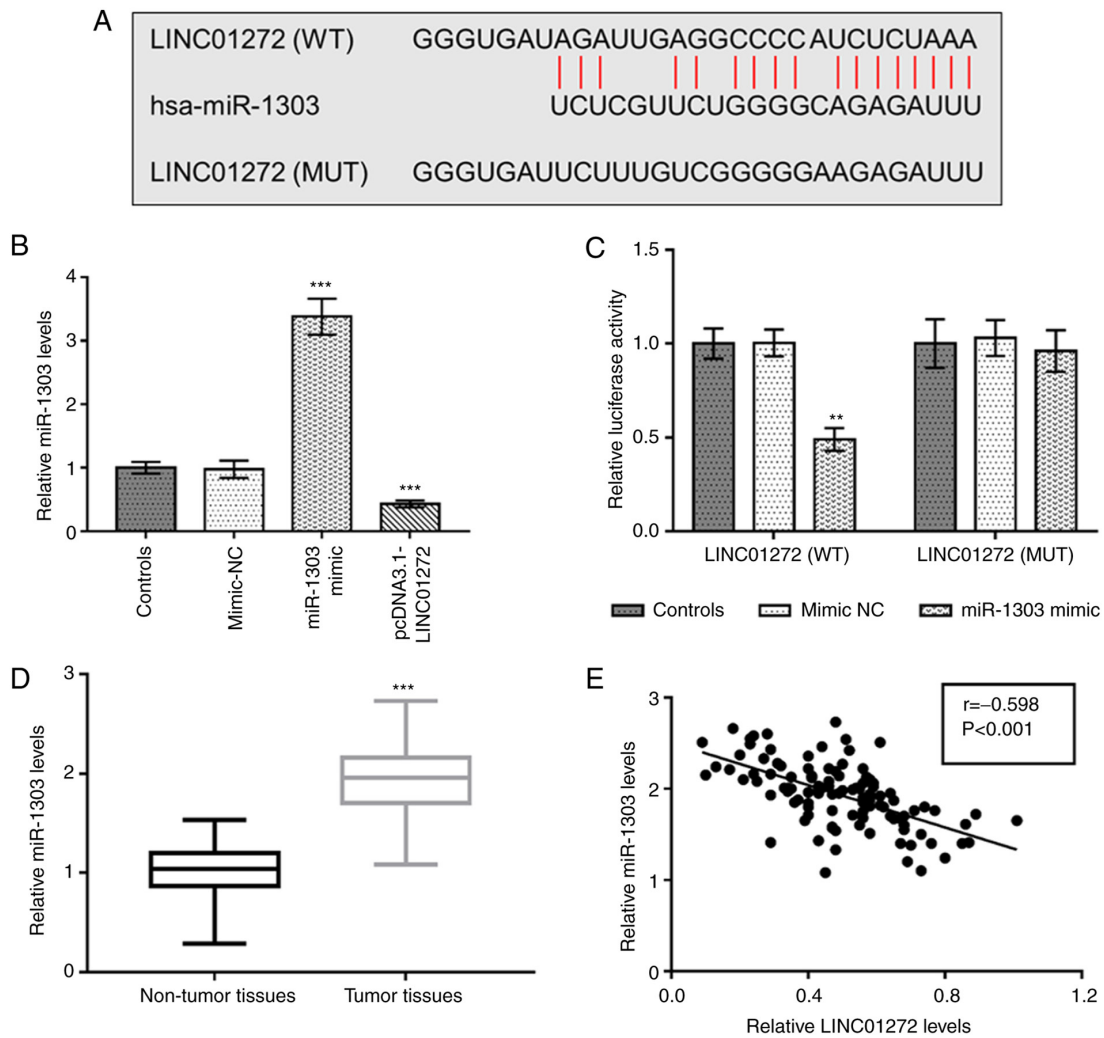 A
LINC01272 (WT) GGGUGAUAGAUUGAGGCCCCAUCUCUAAA
hsa-miR-1303 UCUCGUUCUGGGGCAGAGAUUU
LINC01272 (MUT) GGGUGAUUCUUUGUCGGGGGAAGAGAUUU
B
Relative miR-1303 levels
4
3
2
1
0
***
***
Controls
Mimic-NC
miR-1303
mimic
pcDNA3.1-
LINC01272
C
Relative luciferase activity
1.5
1.0
0.5
0.0
**
LINC01272 (WT) LINC01272 (MUT)
Controls Mimic NC miR-1303 mimic
D
Relative miR-1303 levels
3
2
1
0
***
Non-tumor tissues Tumor tissues
E
Relative miR-1303 levels
3
2
1
0
r=−0.598
P<0.001
0.0 0.4 0.8 1.2
Relative LINC01272 levels